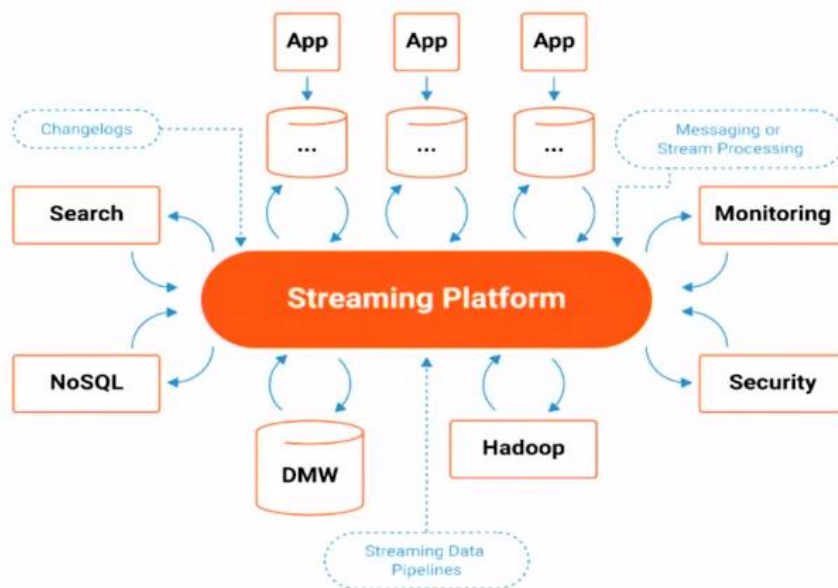 App App App
... ... ...
Changelogs
Messaging or
Stream Processing
Search
Monitoring
Streaming Platform
NoSQL
Security
DMW
Hadoop
Streaming Data
Pipelines